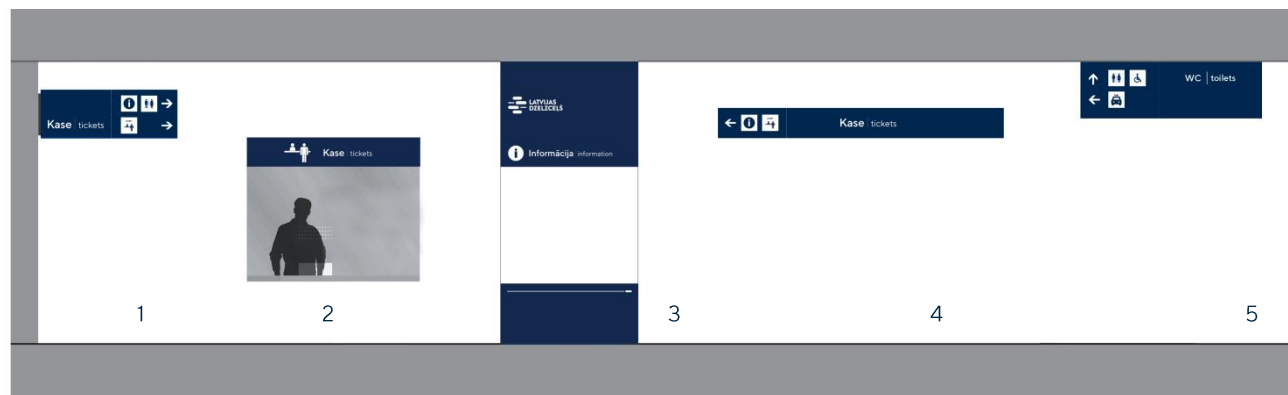 Kase | tickets
Kase | tickets
LATVIJAS
DZELZCEĻŠ
Informācija | information
Kase | tickets
WC | toilets
1
2
3
4
5